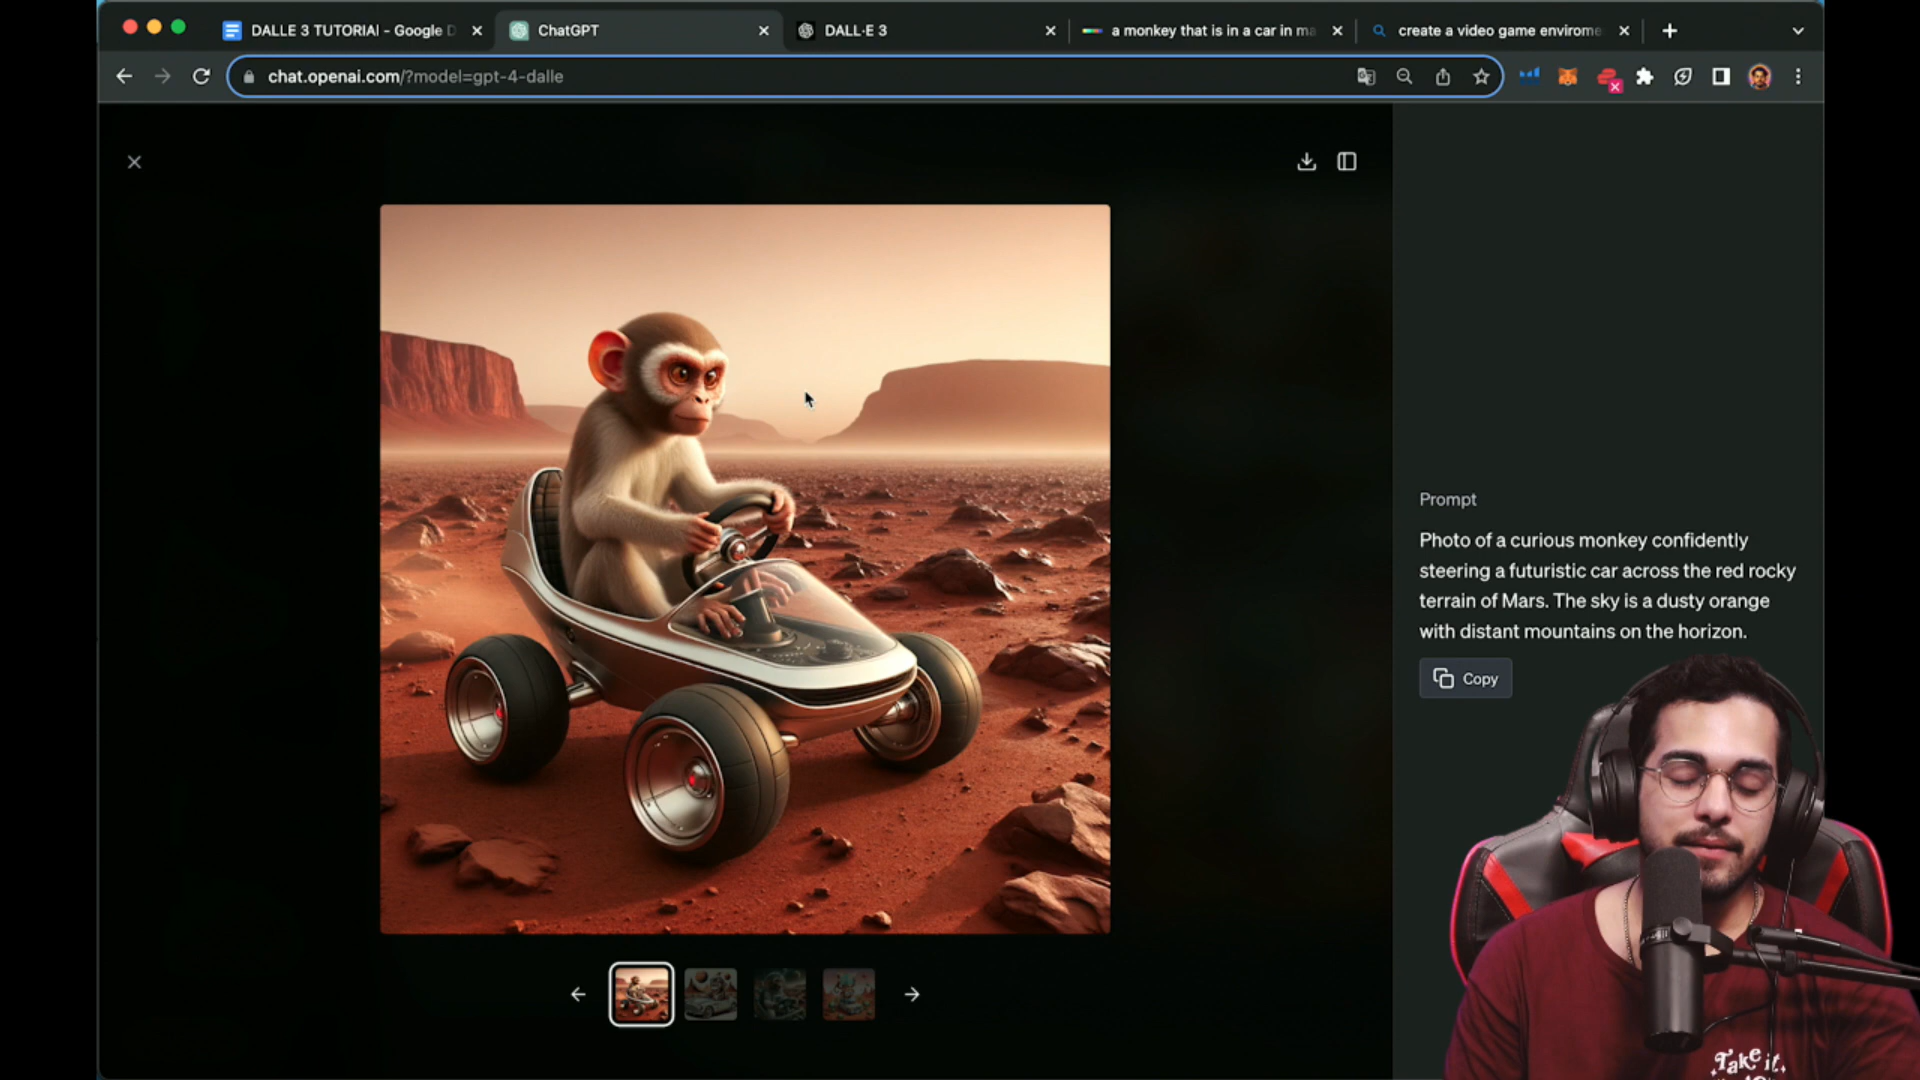 DALLE 3 TUTORIAl - Google D
ChatGPT
DALL·E 3
a monkey that is in a car in ma
create a video game envirome
chat.openai.com/?model=gpt-4-dalle
Prompt
Photo of a curious monkey confidently
steering a futuristic car across the red rocky
terrain of Mars. The sky is a dusty orange
with distant mountains on the horizon.
Copy
Take it